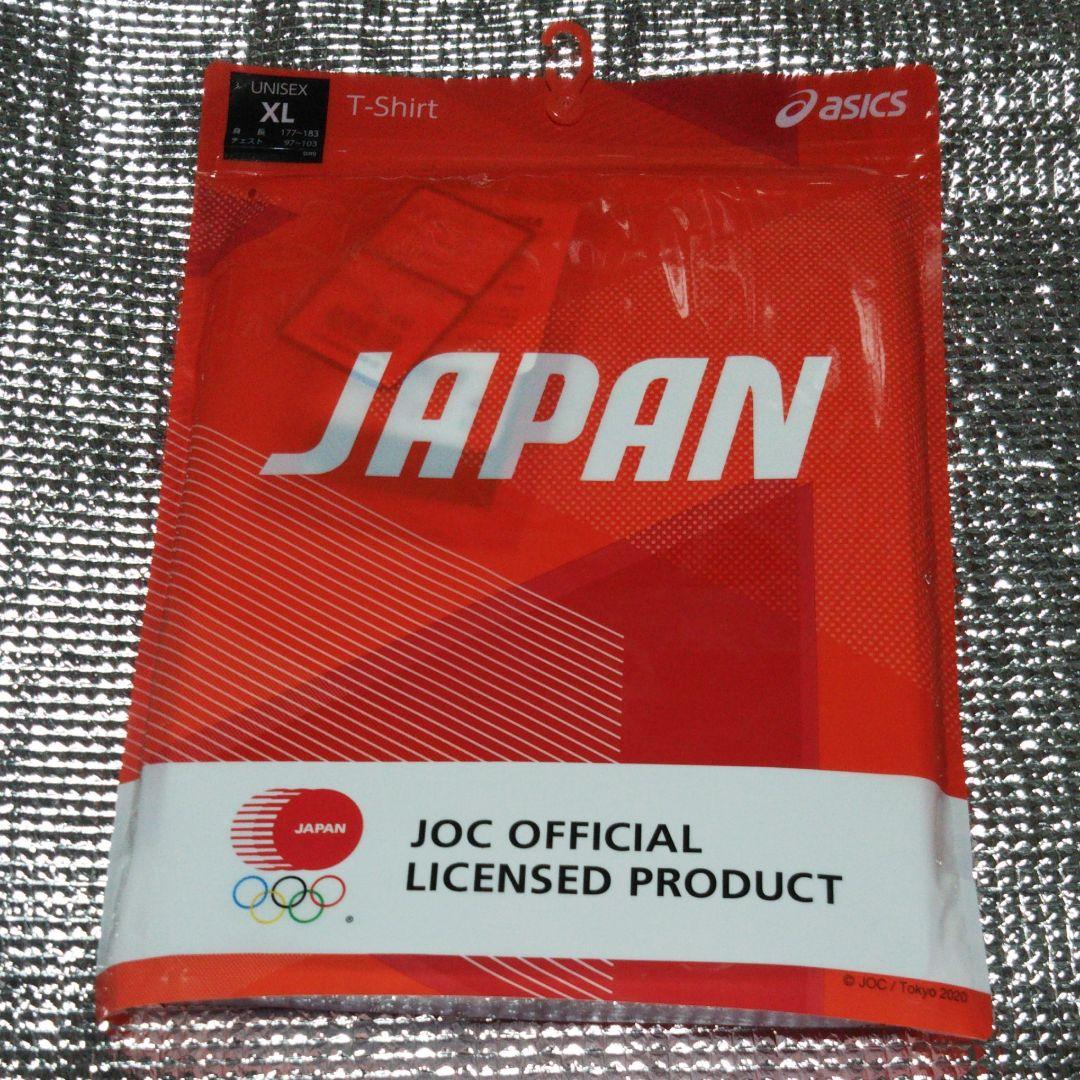 UNISEX
XL
身長 177~183
チェスト 97~103
T-Shirt
asics
JAPAN
JAPAN
JOC OFFICIAL
LICENSED PRODUCT
®
© JOC / Tokyo 2020